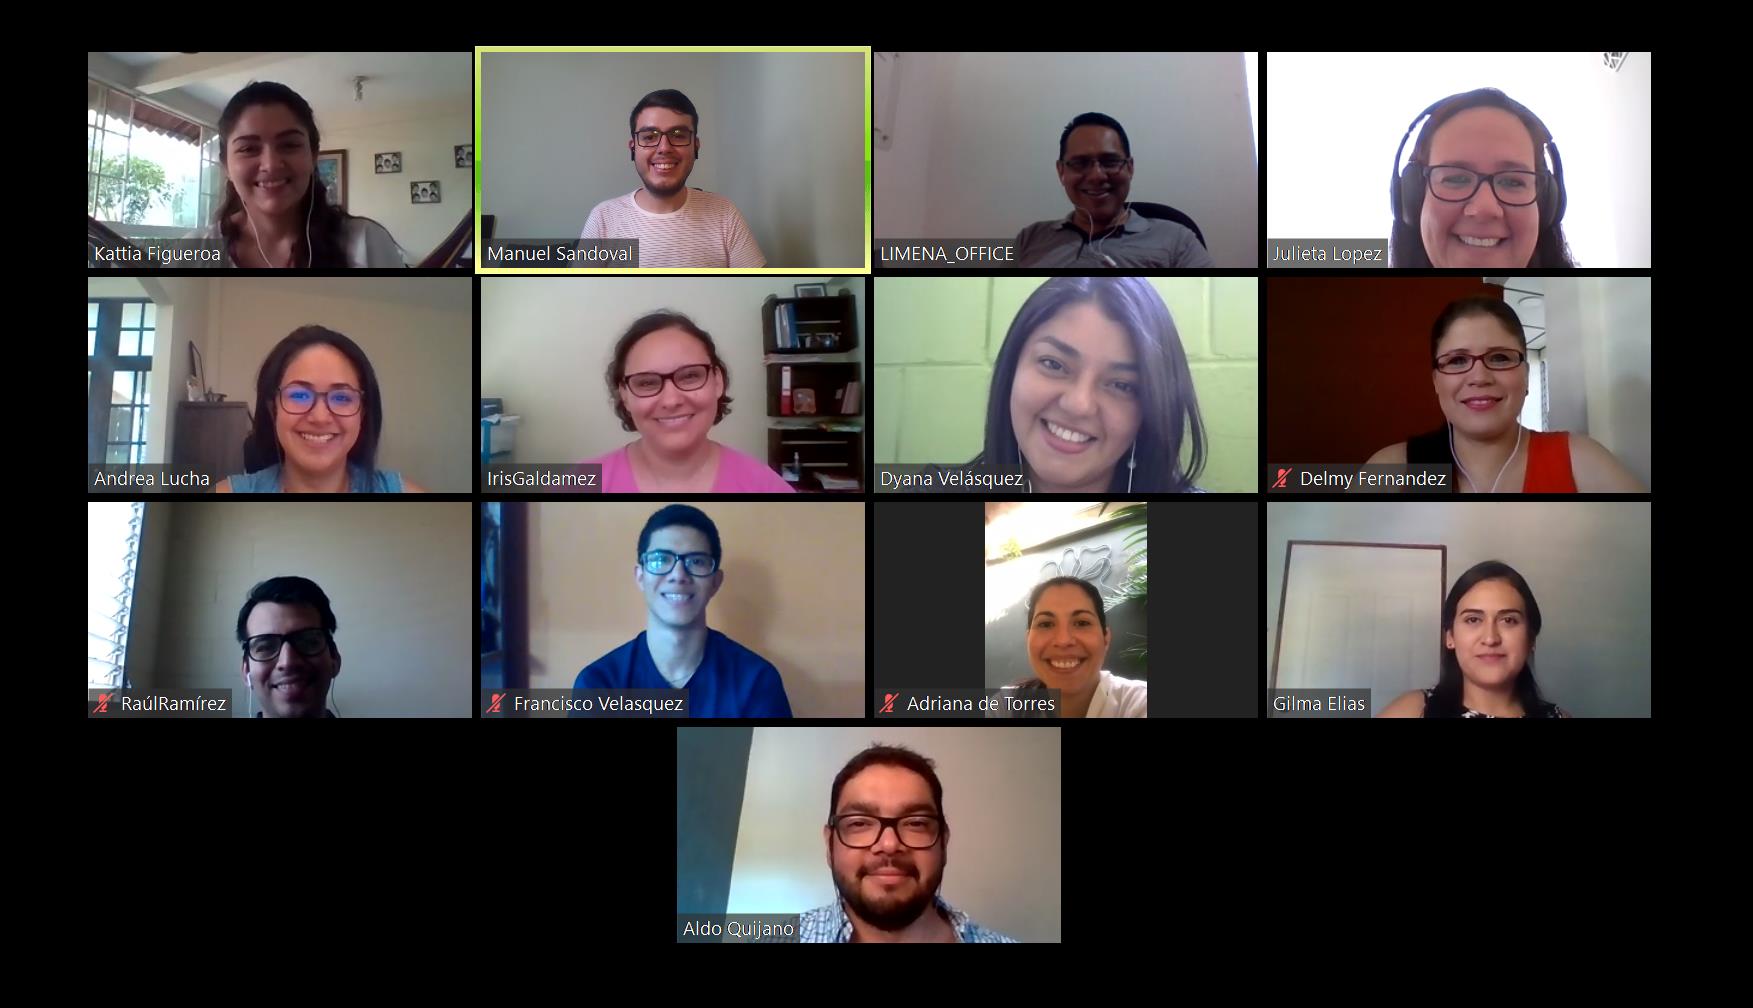 Kattia Figueroa
Manuel Sandoval
LIMENA_OFFICE
Julieta Lopez
Andrea Lucha
IrisGaldamez
Dyana Velásquez
Delmy Fernandez
RaúlRamírez
Francisco Velasquez
Adriana de Torres
Gilma Elias
Aldo Quijano